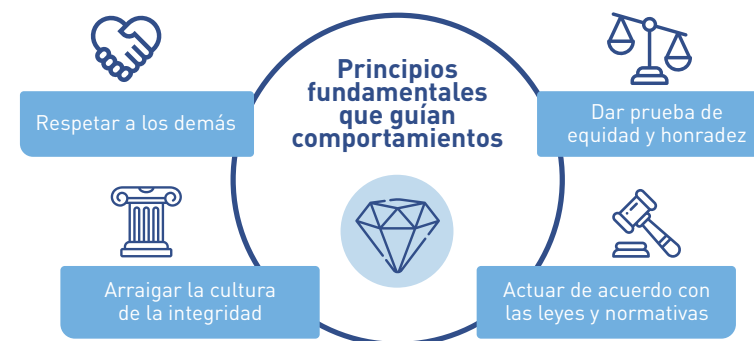 Principios
fundamentales
que guían
comportamientos
Respetar a los demás
Dar prueba de
equidad y honradez
Arraigar la cultura
de la integridad
Actuar de acuerdo con
las leyes y normativas